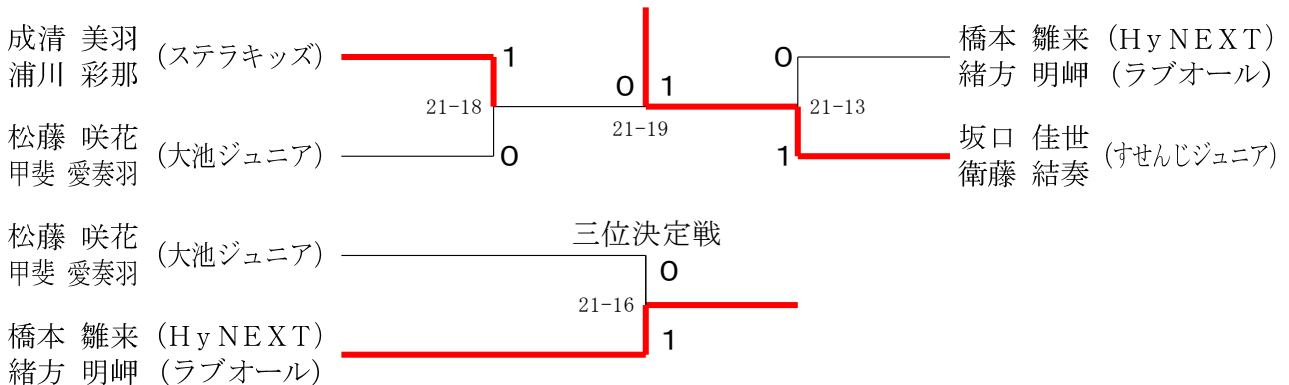 成清 美羽
浦川 彩那
(ステラキッズ)
1
21-18
松藤 咲花
甲斐 愛奏羽
(大池ジュニア)
0
0
1
21-19
0
21-13
1
橋本 雛来 (HyNEXT)
緒方 明岬 (ラブオール)
坂口 佳世
衛藤 結奏
(すせんじジュニア)
三位決定戦
松藤 咲花
甲斐 愛奏羽
(大池ジュニア)
0
21-16
1
橋本 雛来 (HyNEXT)
緒方 明岬 (ラブオール)